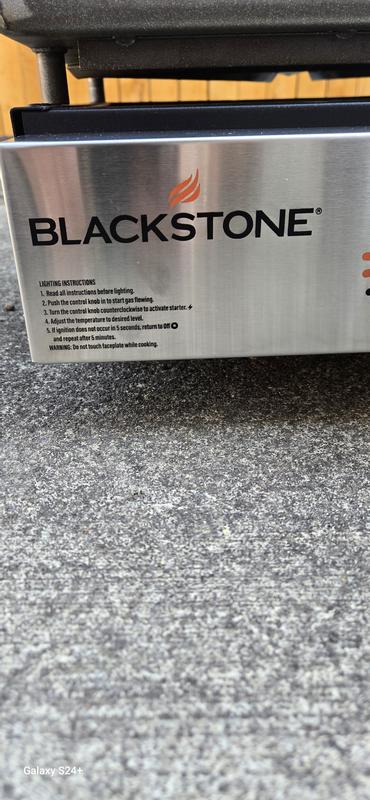 BLACKSTONE®
LIGHTING INSTRUCTIONS
1. Read all instructions before lighting.
2. Push the control knob in to start gas flowing.
3. Turn the control knob counterclockwise to activate starter.
4. Adjust the temperature to desired level.
5. If ignition does not occur in 5 seconds, return to Off
and repeat after 5 minutes.
WARNING: Do not touch faceplate while cooking.
Galaxy S24+